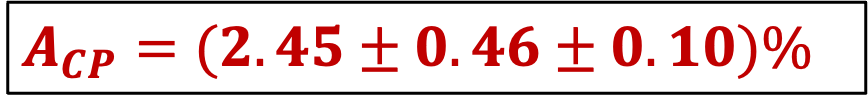 A_CP = (2.45 ± 0.46 ± 0.10)%